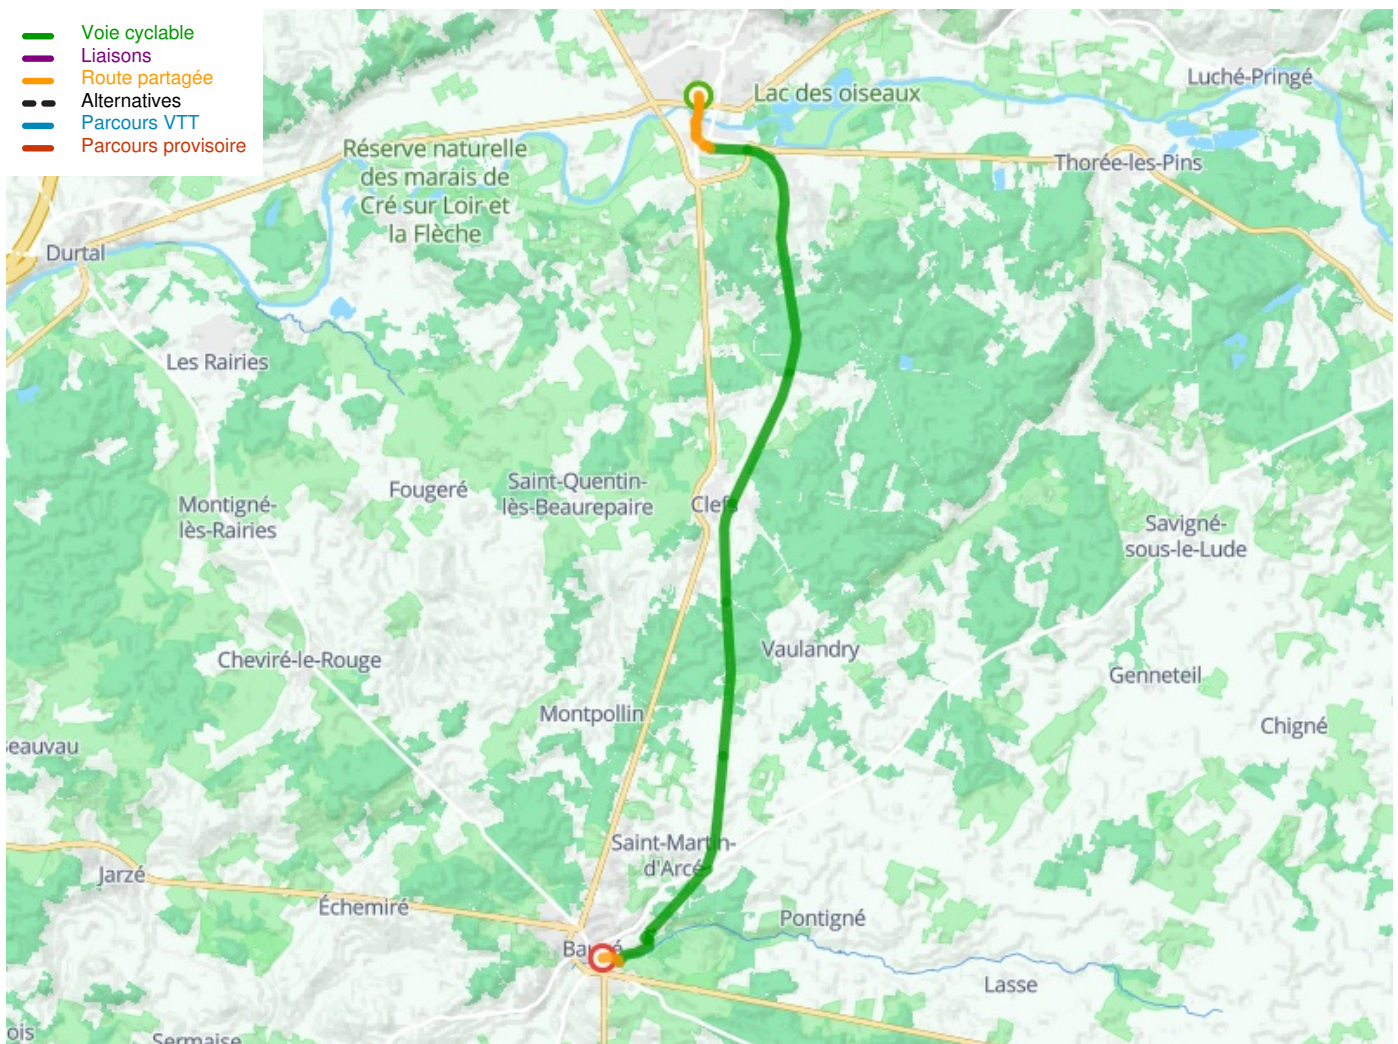 Voie cyclable
Liaisons
Route partagée
Alternatives
Parcours VTT
Parcours provisoire
Luché-Pringé
Lac des oiseaux
Réserve naturelle
des marais de
Cré sur Loir et
la Flèche
Thorée-les-Pins
Durtal
Les Rairies
Fougeré
Saint-Quentin-
lès-Beaurepaire
Clefs
Montigné-
lès-Rairies
Savigné-
sous-le-Lude
Vaulandry
Cheviré-le-Rouge
Genneteil
Montpollin
Chigné
Beauvau
Saint-Martin-
d'Arcé
Jarzé
Échemiré
Pontigné
Baugé
Lasse
ois
Sermaise